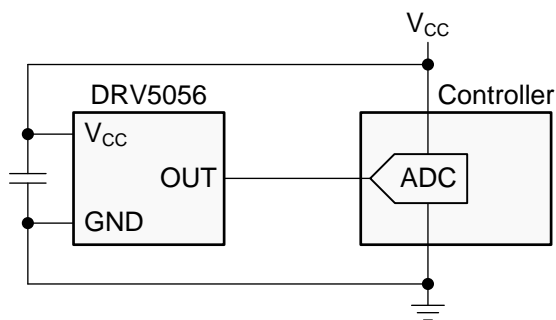 VCC
DRV5056
Controller
VCC
OUT
ADC
GND